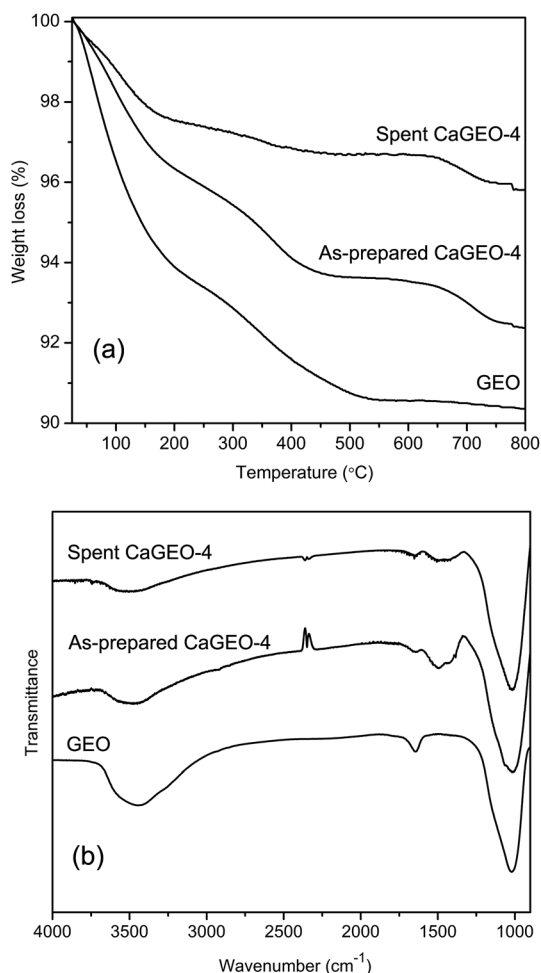 100
98
96
94
92
90
Weight loss (%)
Spent CaGEO-4
As-prepared CaGEO-4
GEO
(a)
100 200 300 400 500 600 700 800
Temperature (°C)
Spent CaGEO-4
As-prepared CaGEO-4
GEO
Transmittance
(b)
4000 3500 3000 2500 2000 1500 1000
Wavenumber (cm⁻¹)